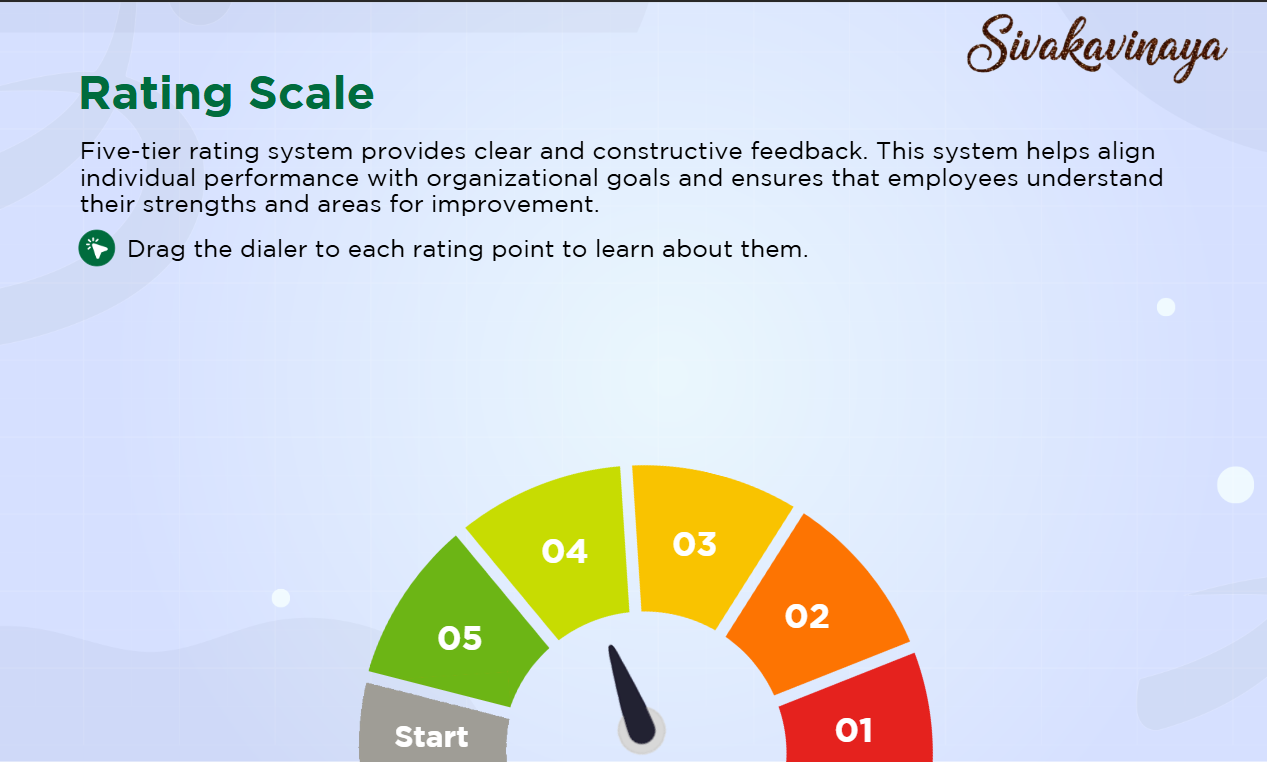 Sivakavinaya
Rating Scale
Five-tier rating system provides clear and constructive feedback. This system helps align
individual performance with organizational goals and ensures that employees understand
their strengths and areas for improvement.
Drag the dialer to each rating point to learn about them.
Start
05
04
03
02
01